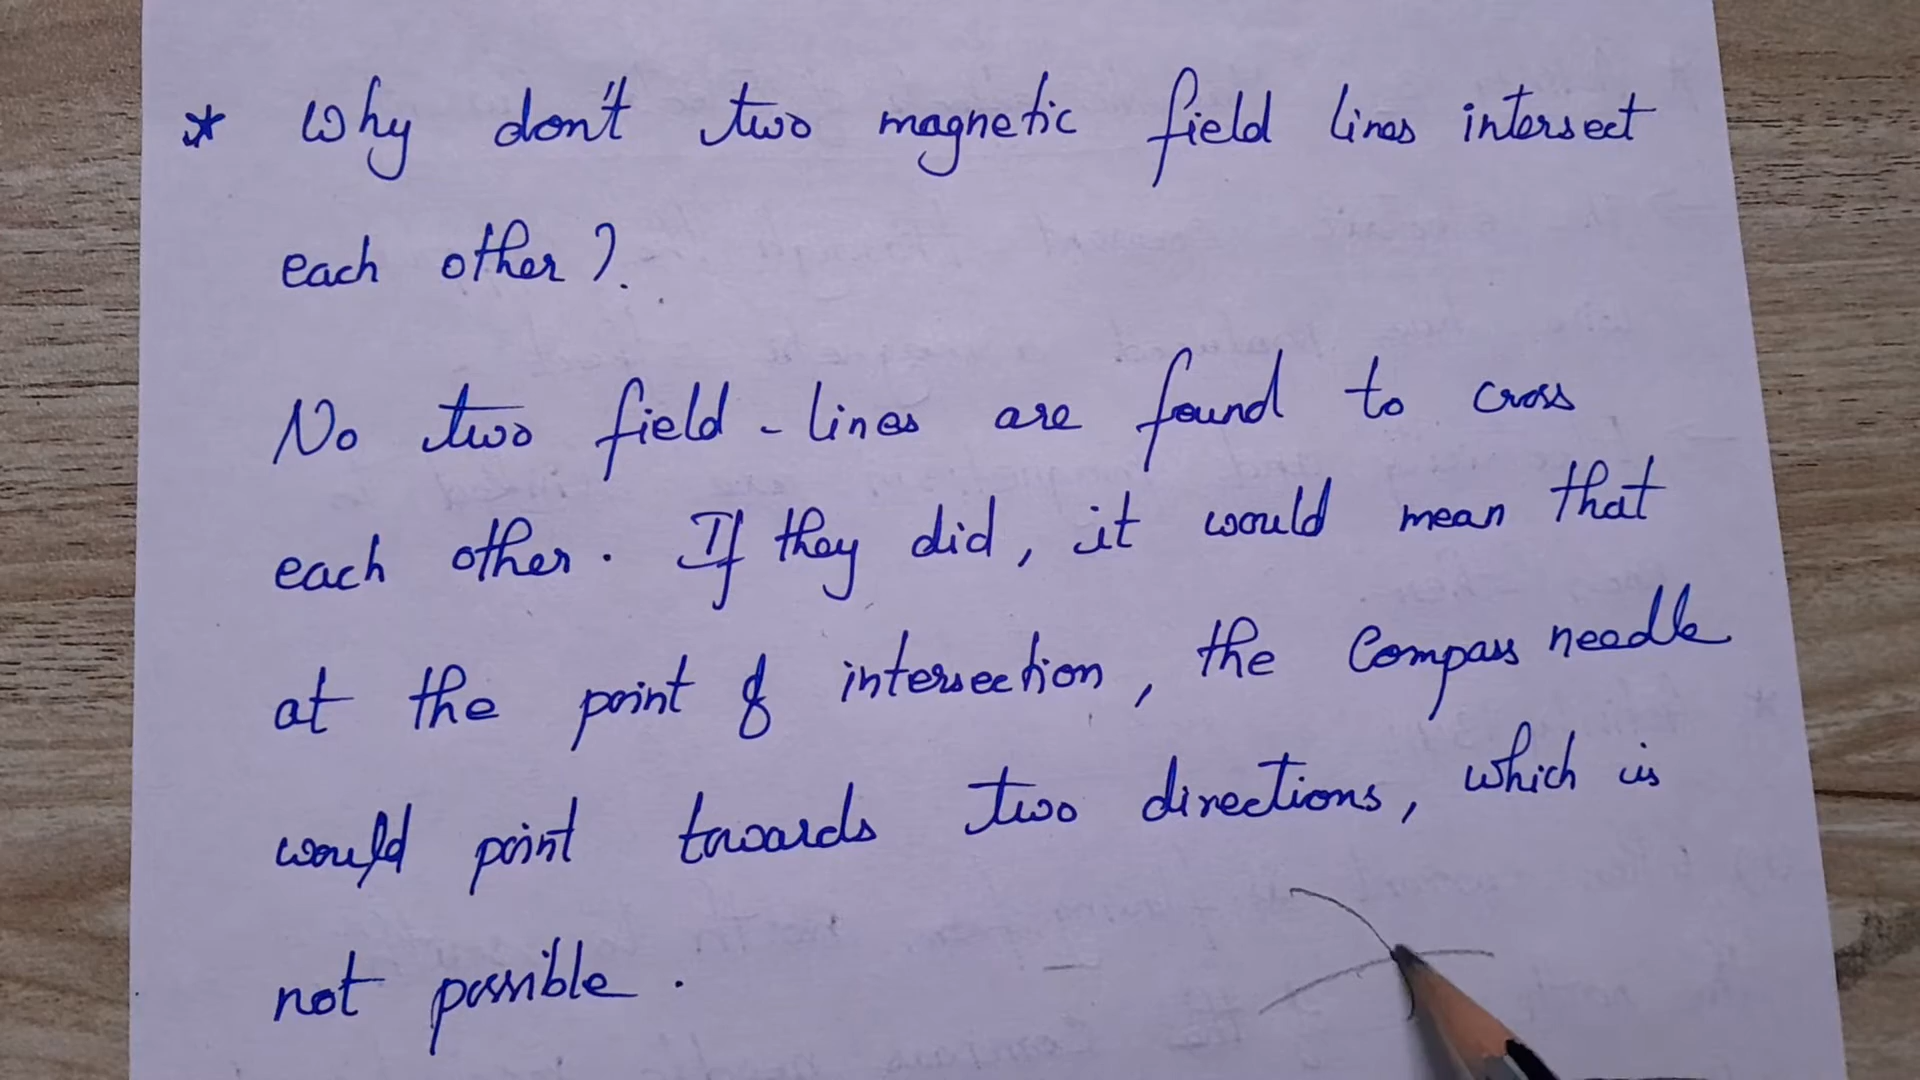 * Why don't two magnetic field lines intersect
each other?
No two field-lines are found to cross
each other. If they did, it would mean that
at the point of intersection, the Compass needle
would point towards two directions, which is
not possible.